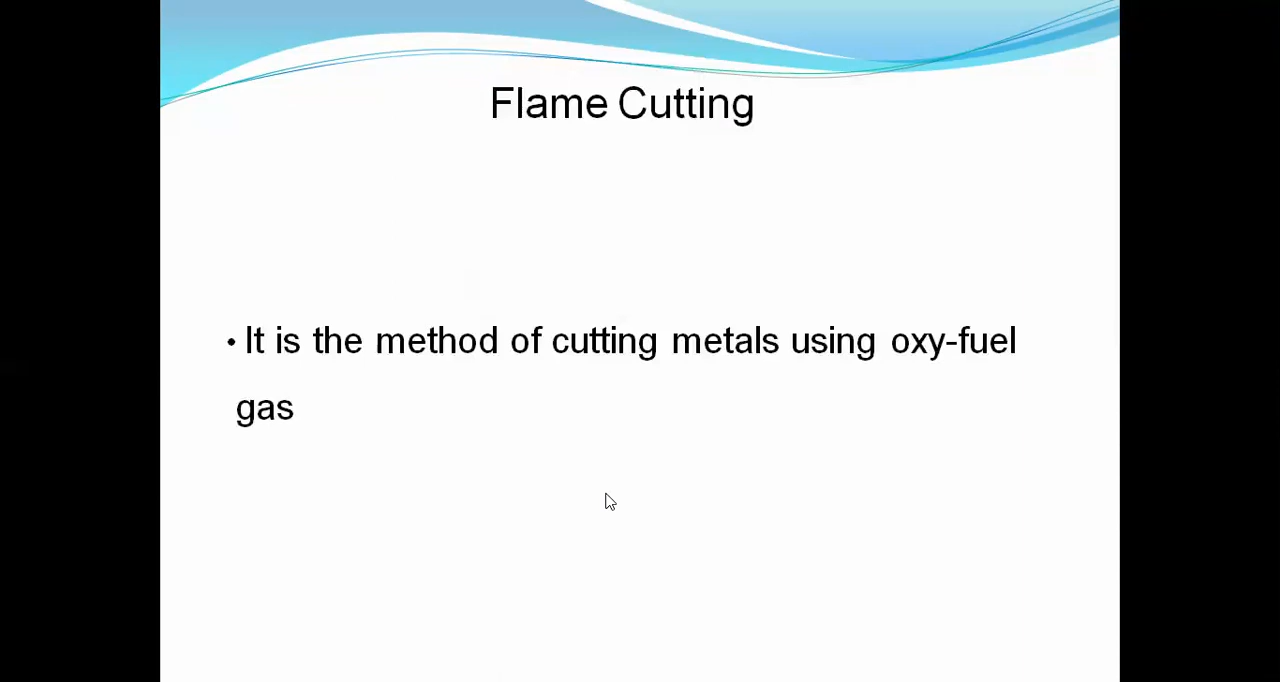 Flame Cutting
• It is the method of cutting metals using oxy-fuel
gas